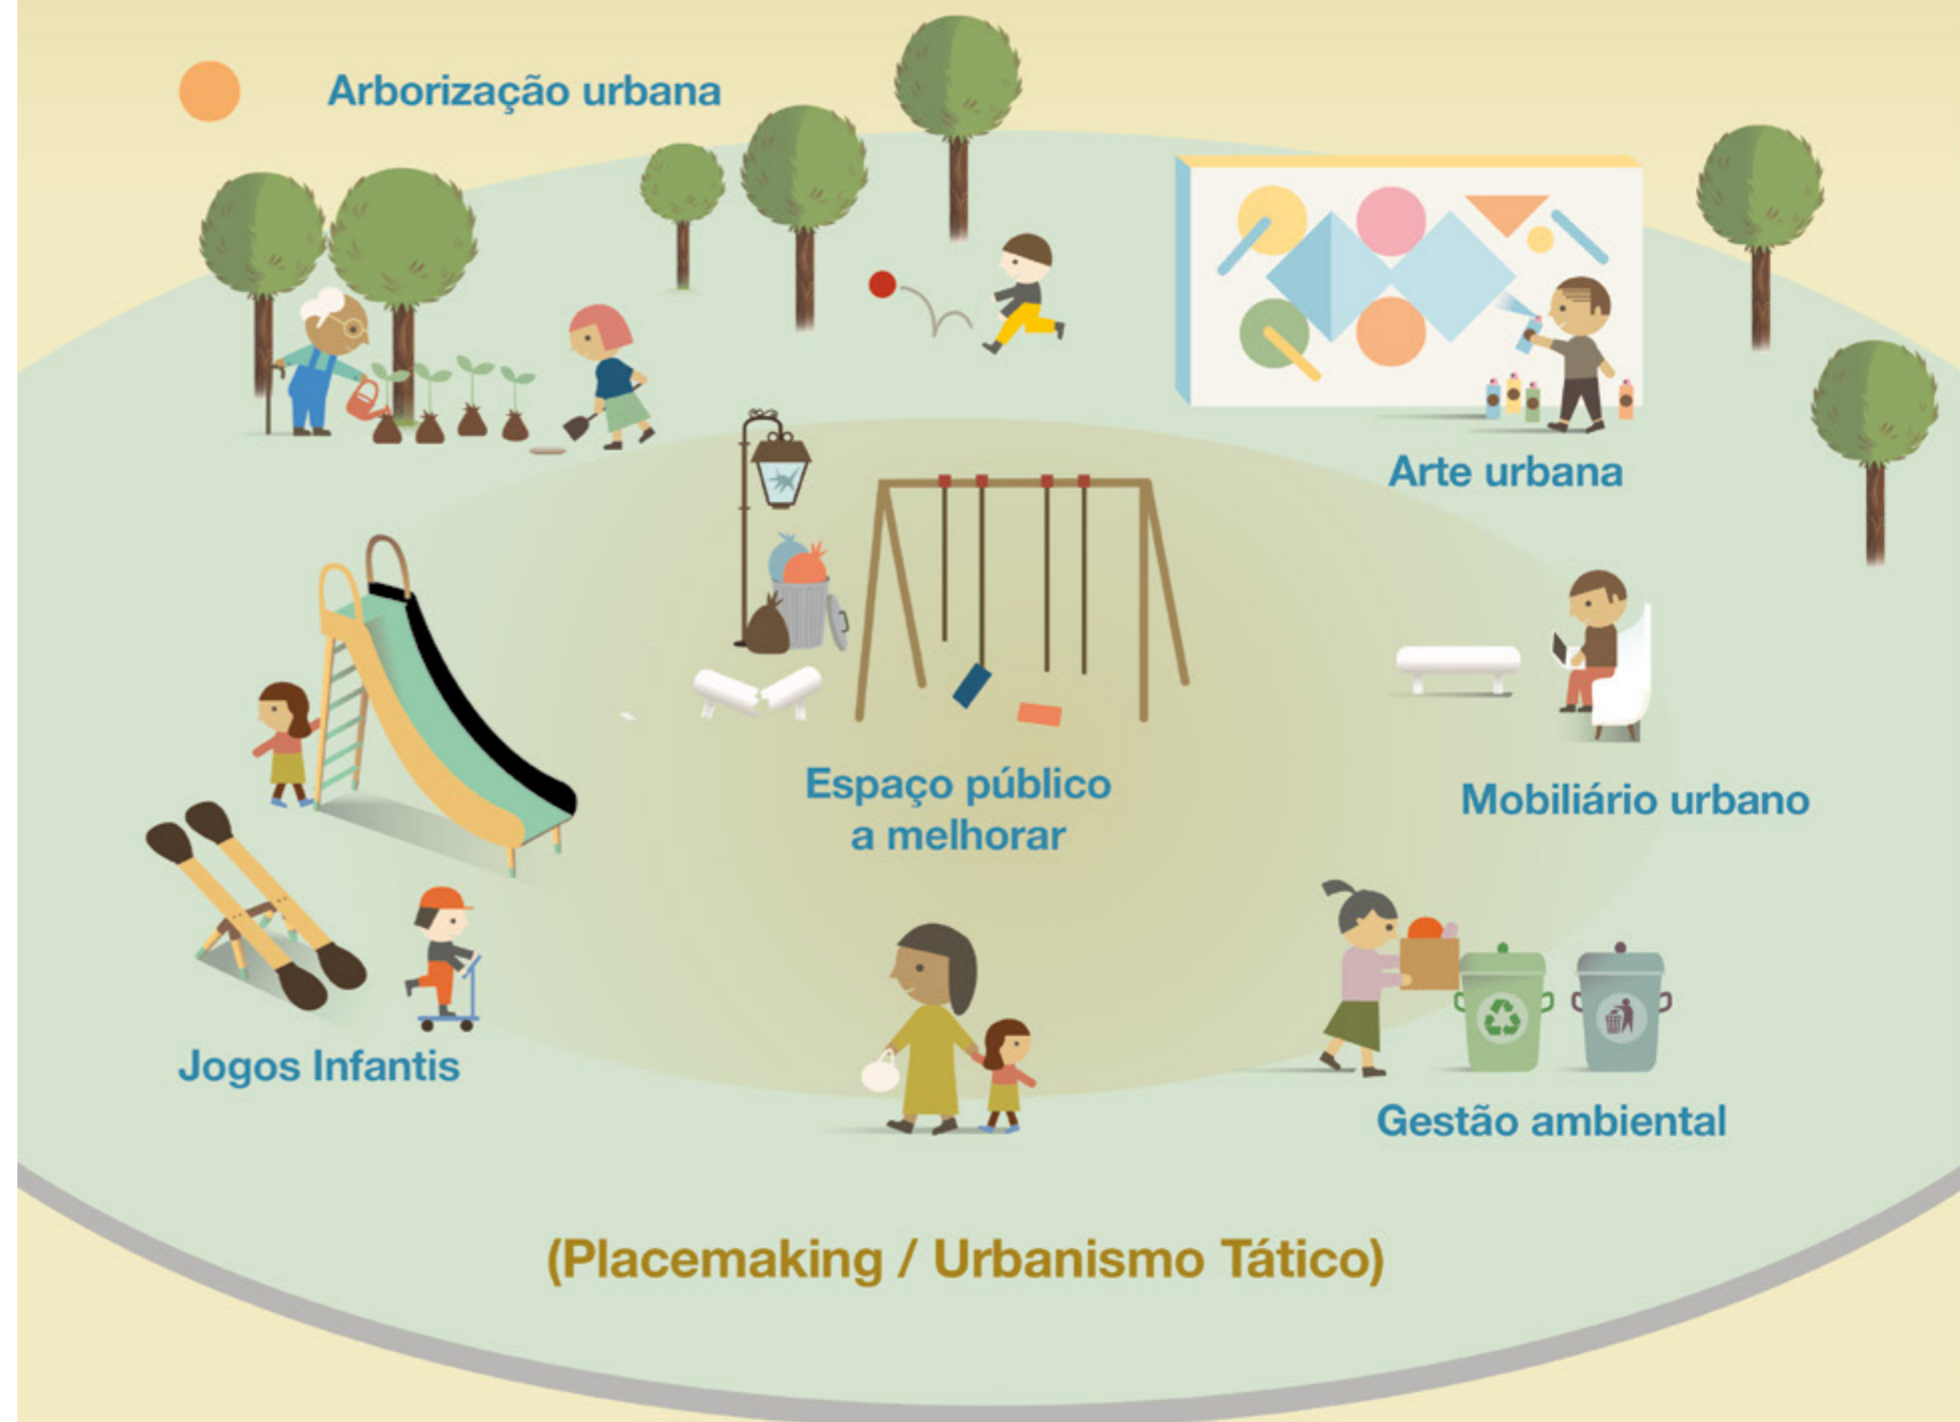 Arborização urbana
Arte urbana
Espaço público
a melhorar
Mobiliário urbano
Jogos Infantis
Gestão ambiental
(Placemaking / Urbanismo Tático)